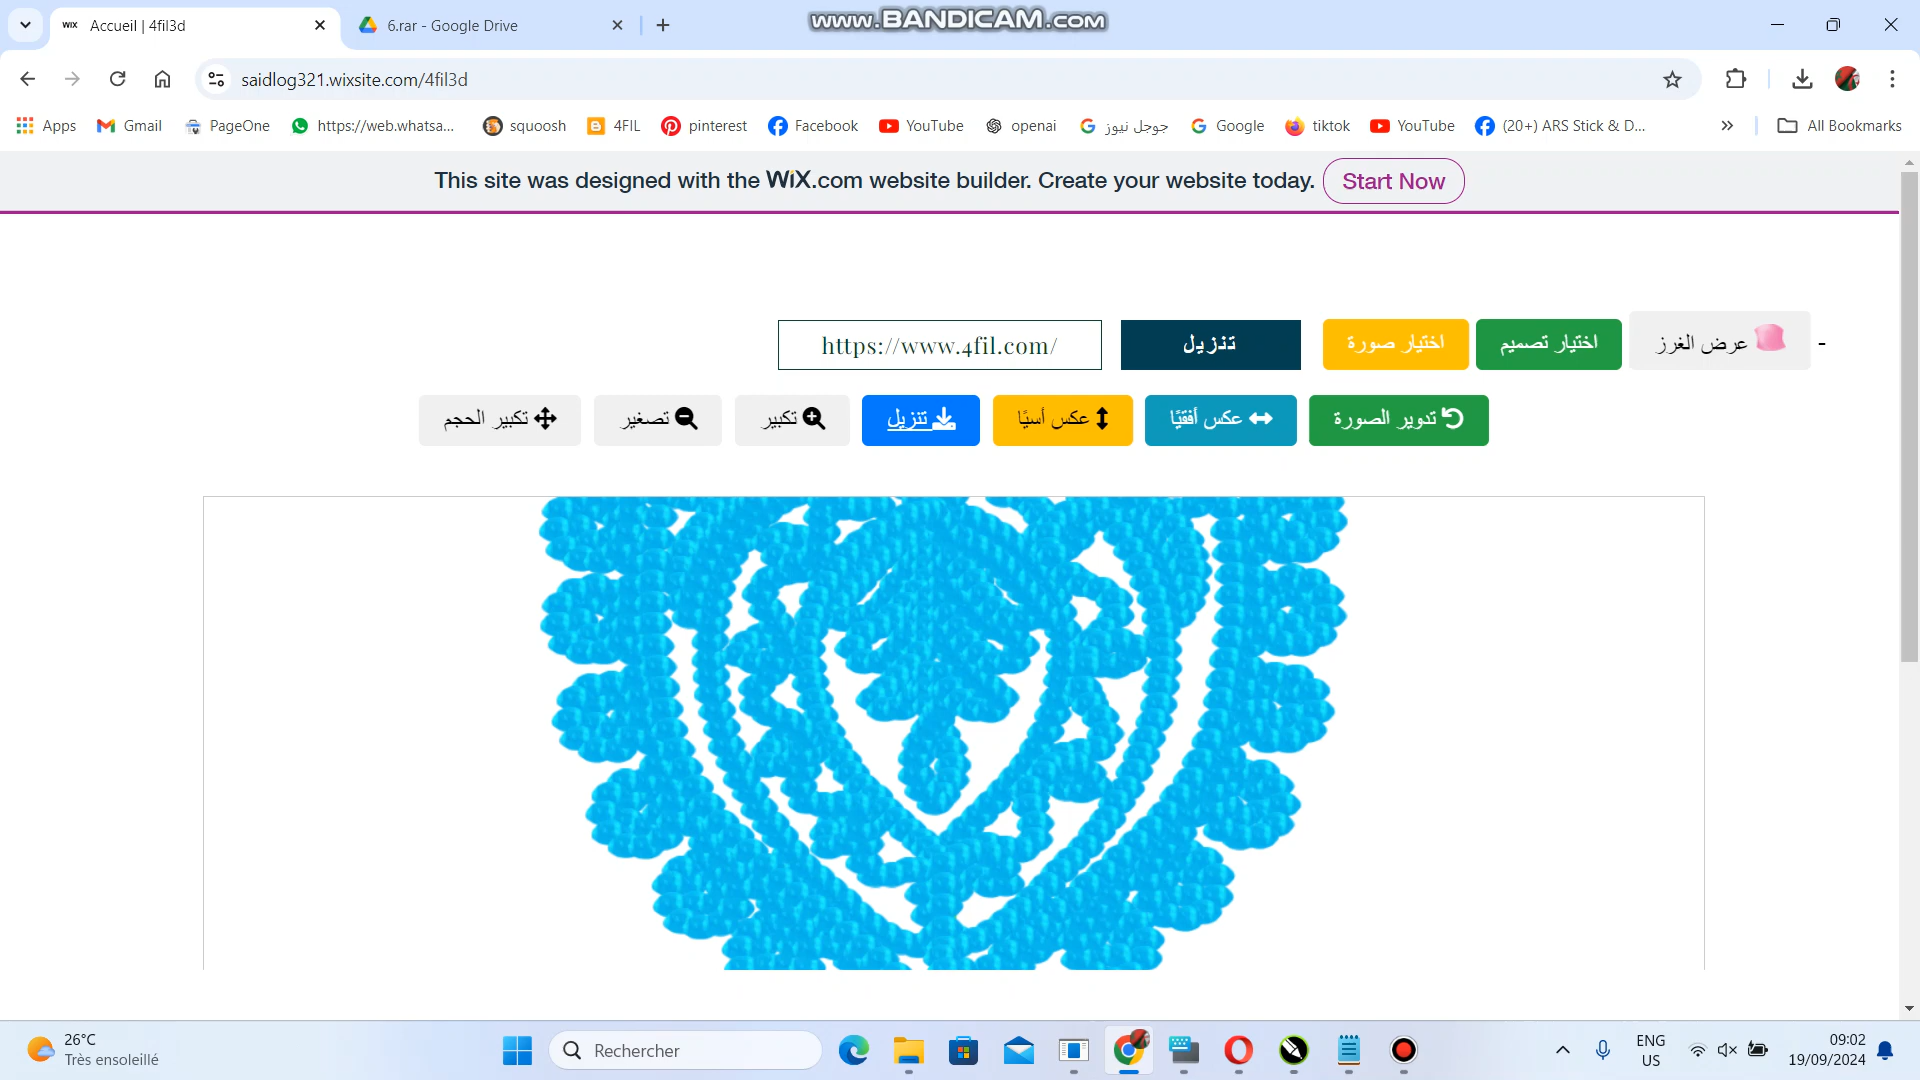 Accueil | 4fil3d
6.rar - Google Drive
www.BANDICAM.com
saidlog321.wixsite.com/4fil3d
Apps
Gmail
PageOne
https://web.whatsa...
squoosh
4FIL
pinterest
Facebook
YouTube
openai
جوجل نيوز
Google
tiktok
YouTube
(20+) ARS Stick & D...
All Bookmarks
This site was designed with the WiX.com website builder. Create your website today.
Start Now
https://www.4fil.com/
تنزيل
اختيار صورة
اختيار تصميم
عرض الغرز
-
تكبير الحجم
تصغير
تكبير
تنزيل
عكس أسيًا
عكس أفقيًا
تدوير الصورة
26°C
Très ensoleillé
Rechercher
ENG
US
09:02
19/09/2024